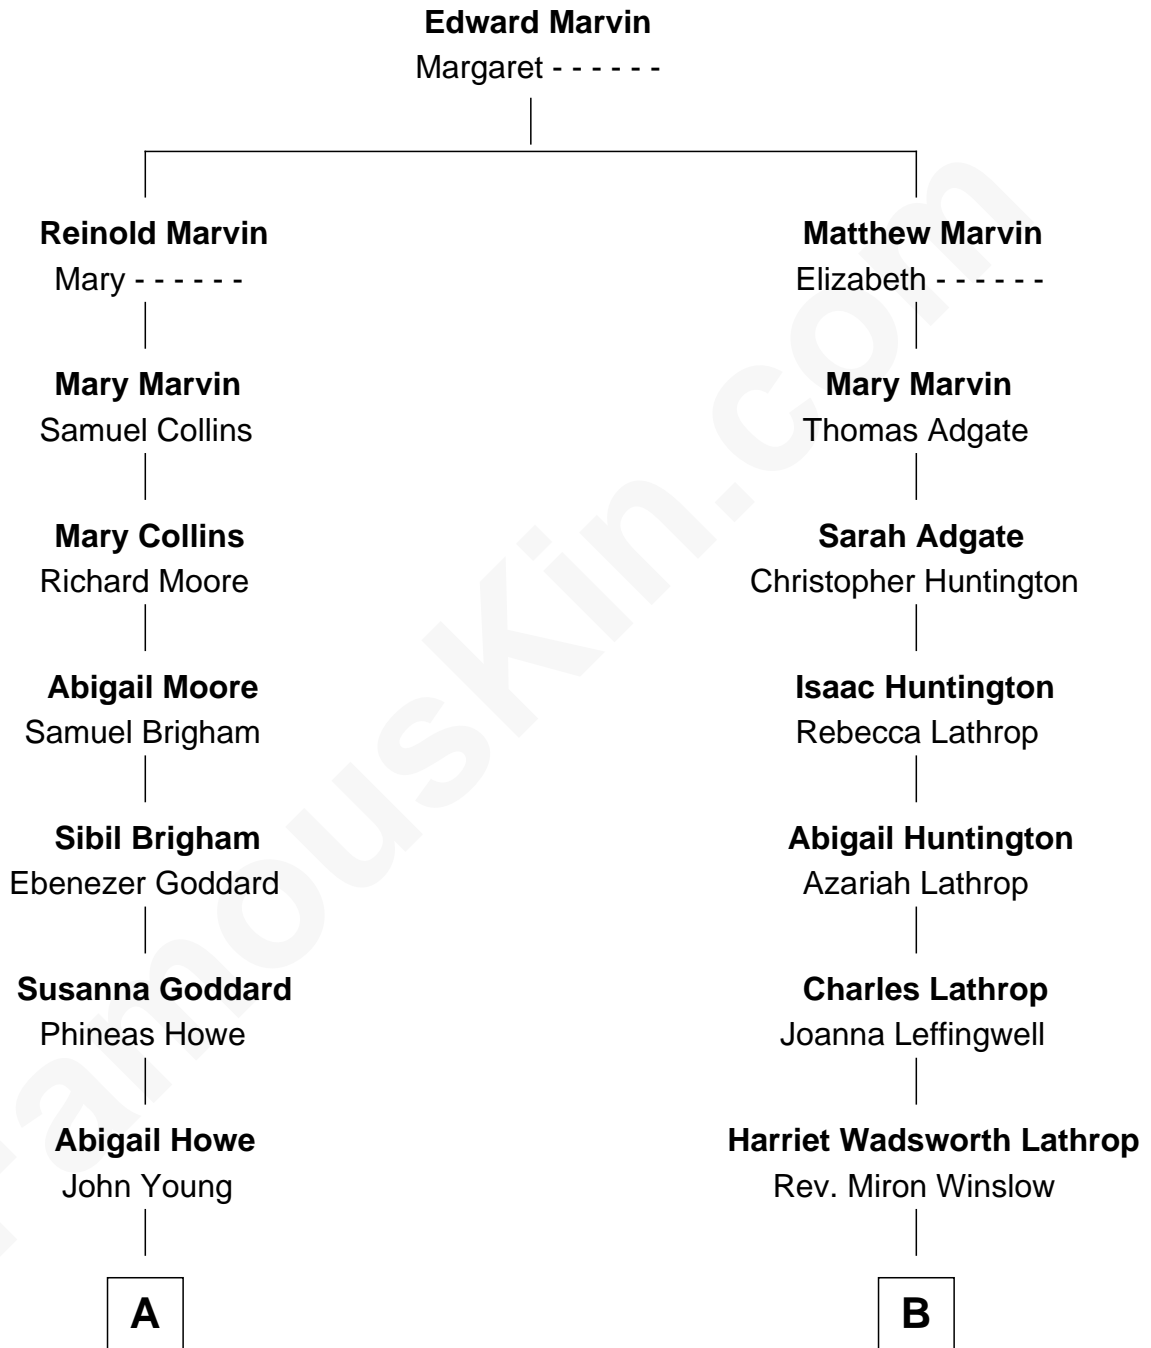 Edward Marvin
Margaret - - - - - -
Reinold Marvin
Mary - - - - - -
Mary Marvin
Samuel Collins
Mary Collins
Richard Moore
Abigail Moore
Samuel Brigham
Sibil Brigham
Ebenezer Goddard
Susanna Goddard
Phineas Howe
Abigail Howe
John Young
A
Matthew Marvin
Elizabeth - - - - - -
Mary Marvin
Thomas Adgate
Sarah Adgate
Christopher Huntington
Isaac Huntington
Rebecca Lathrop
Abigail Huntington
Azariah Lathrop
Charles Lathrop
Joanna Leffingwell
Harriet Wadsworth Lathrop
Rev. Miron Winslow
B
FamousKin.com